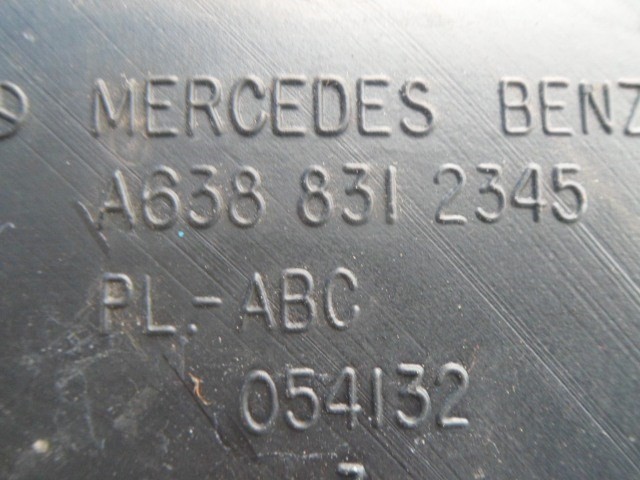 MERCEDES BENZ
A638 831 2345
PL.-ABC
054132